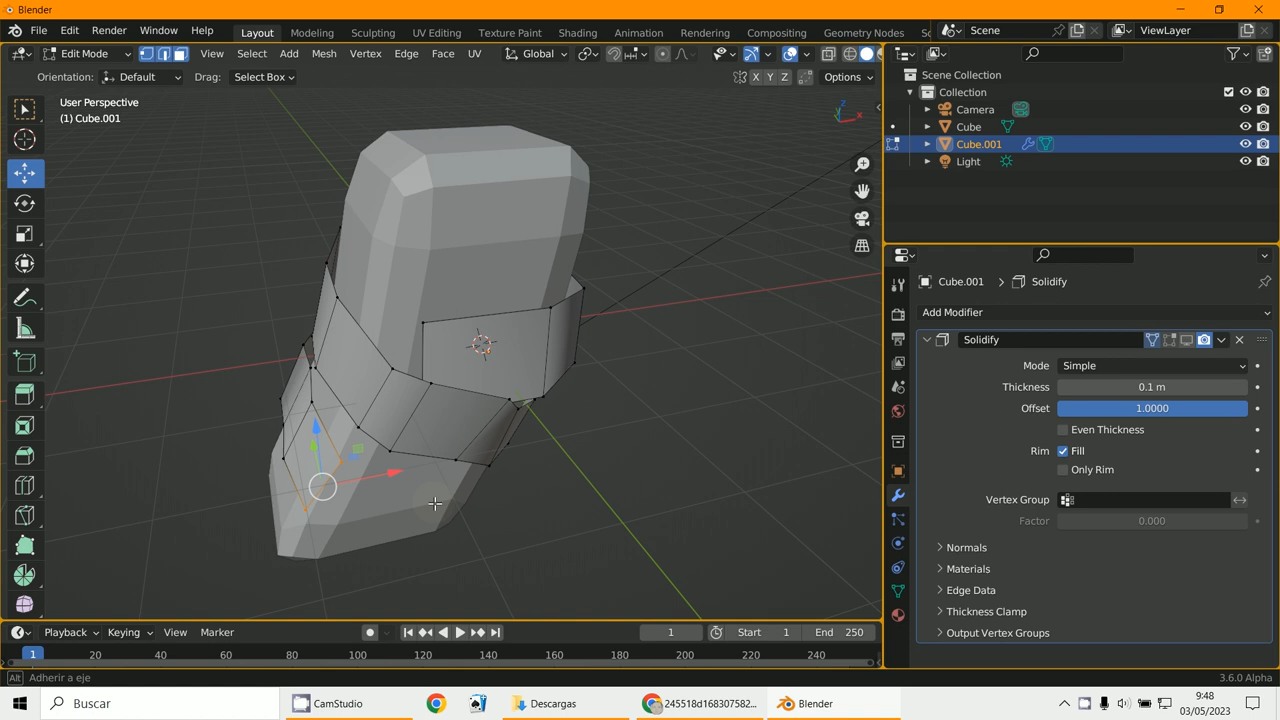 Blender
File Edit Render Window Help
Layout Modeling Sculpting UV Editing Texture Paint Shading Animation Rendering Compositing Geometry Nodes Sc
Scene ViewLayer
Edit Mode View Select Add Mesh Vertex Edge Face UV Global
Orientation: Default Drag: Select Box X Y Z Options
User Perspective
(1) Cube.001
Z
X
Scene Collection
Collection
Camera
Cube
Cube.001
Light
Cube.001 Solidify
Add Modifier
Solidify
Mode Simple
Thickness 0.1 m
Offset 1.0000
Even Thickness
Rim Fill
Only Rim
Vertex Group
Factor 0.000
Normals
Materials
Edge Data
Thickness Clamp
Output Vertex Groups
Playback Keying View Marker 1 Start 1 End 250
1 20 40 60 80 100 120 140 160 180 200 220 240
Alt Adherir a eje 3.6.0 Alpha
Buscar CamStudio Descargas 245518d168307582... Blender 9:48
03/05/2023